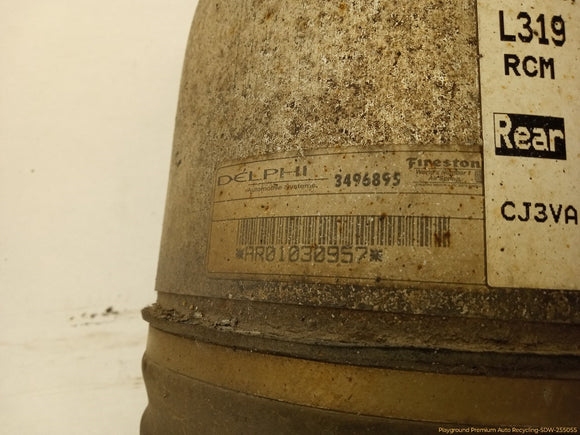 L319
RCM
Rear
CJ3VA
DELPHI
Automotive Systems
3496895
Firestone
*AR01030957*
Playground Premium Auto Recycling-SDW-255055